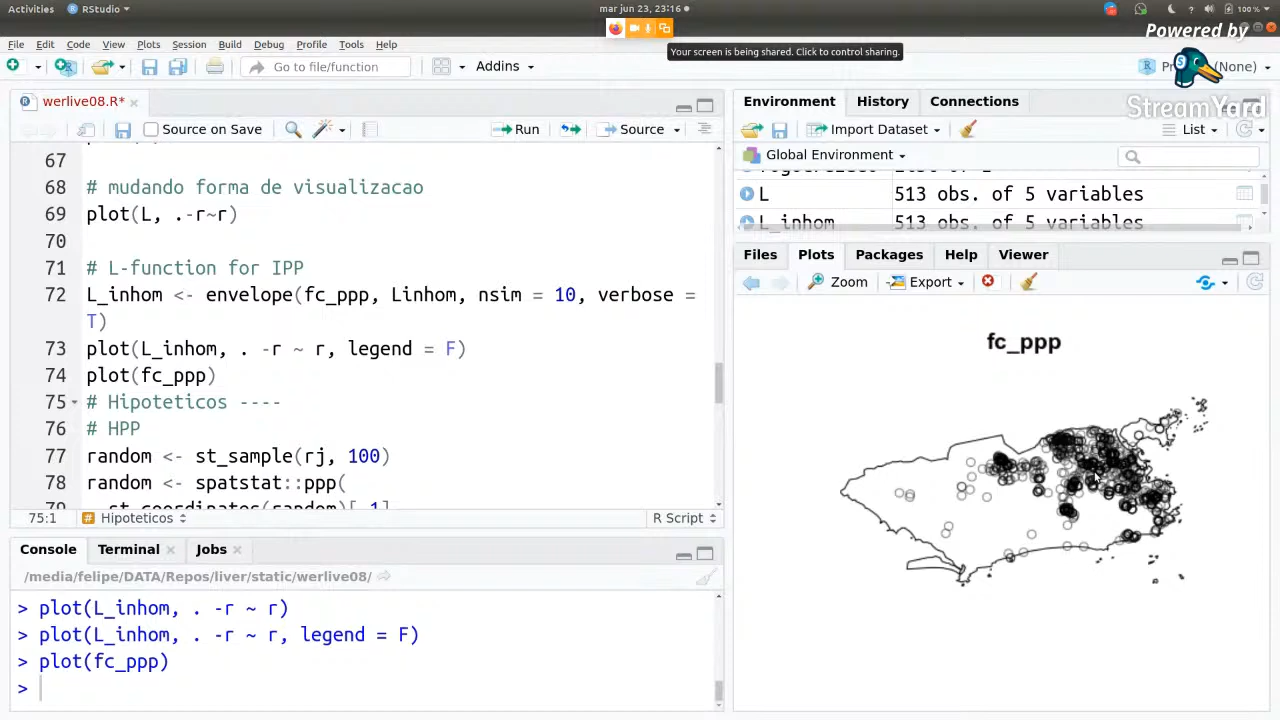 Activities RStudio mar jun 23, 23:16 100 %
Powered by
File Edit Code View Plots Session Build Debug Profile Tools Help
Your screen is being shared. Click to control sharing.
Go to file/function Addins (None)
StreamYard
werlive08.R* Environment History Connections
Source on Save Run Source Import Dataset List
Global Environment
67
L 513 obs. of 5 variables
68 # mudando forma de visualizacao
L_inhom 513 obs. of 5 variables
69 plot(L, .-r~r)
70
Files Plots Packages Help Viewer
71 # L-function for IPP
Zoom Export
72 L_inhom <- envelope(fc_ppp, Linhom, nsim = 10, verbose =
T)
73 plot(L_inhom, . -r ~ r, legend = F)
fc_ppp
74 plot(fc_ppp)
75 # Hipoteticos ----
76 # HPP
77 random <- st_sample(rj, 100)
78 random <- spatstat::ppp(
79 st_coordinates(random)[,1]
75:1 # Hipoteticos R Script
Console Terminal Jobs
/media/felipe/DATA/Repos/liver/static/werlive08/
> plot(L_inhom, . -r ~ r)
> plot(L_inhom, . -r ~ r, legend = F)
> plot(fc_ppp)
>